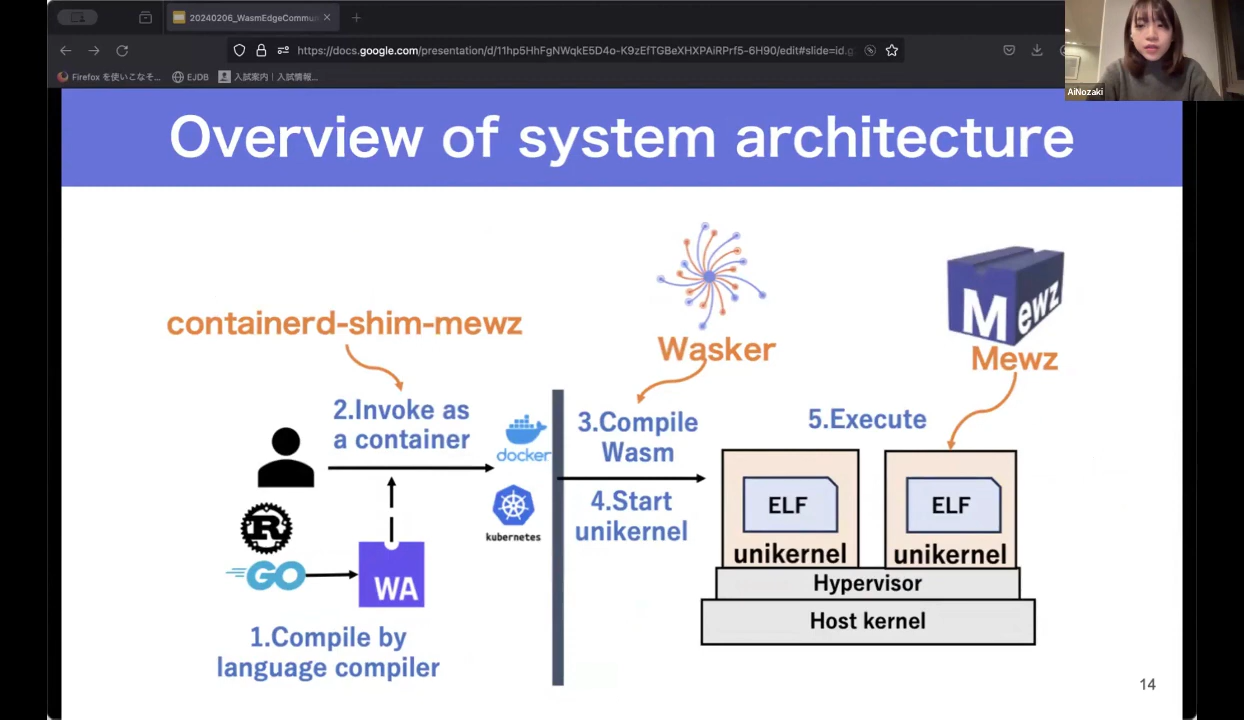 20240206_WasmEdgeCommun
https://docs.google.com/presentation/d/11hp5HhFgNWqkE5D4o-K9zEfTGBeXHXPAiRPrf5-6H90/edit#slide=id.g
Firefox を使いこなそ…
EJDB
入試案内｜入試情報…
AiNozaki
Overview of system architecture
containerd-shim-mewz
Wasker
Mewz
Mewz
2.Invoke as
a container
docker
kubernetes
3.Compile
Wasm
4.Start
unikernel
5.Execute
ELF
unikernel
ELF
unikernel
Hypervisor
Host kernel
R
GO
WA
1.Compile by
language compiler
14